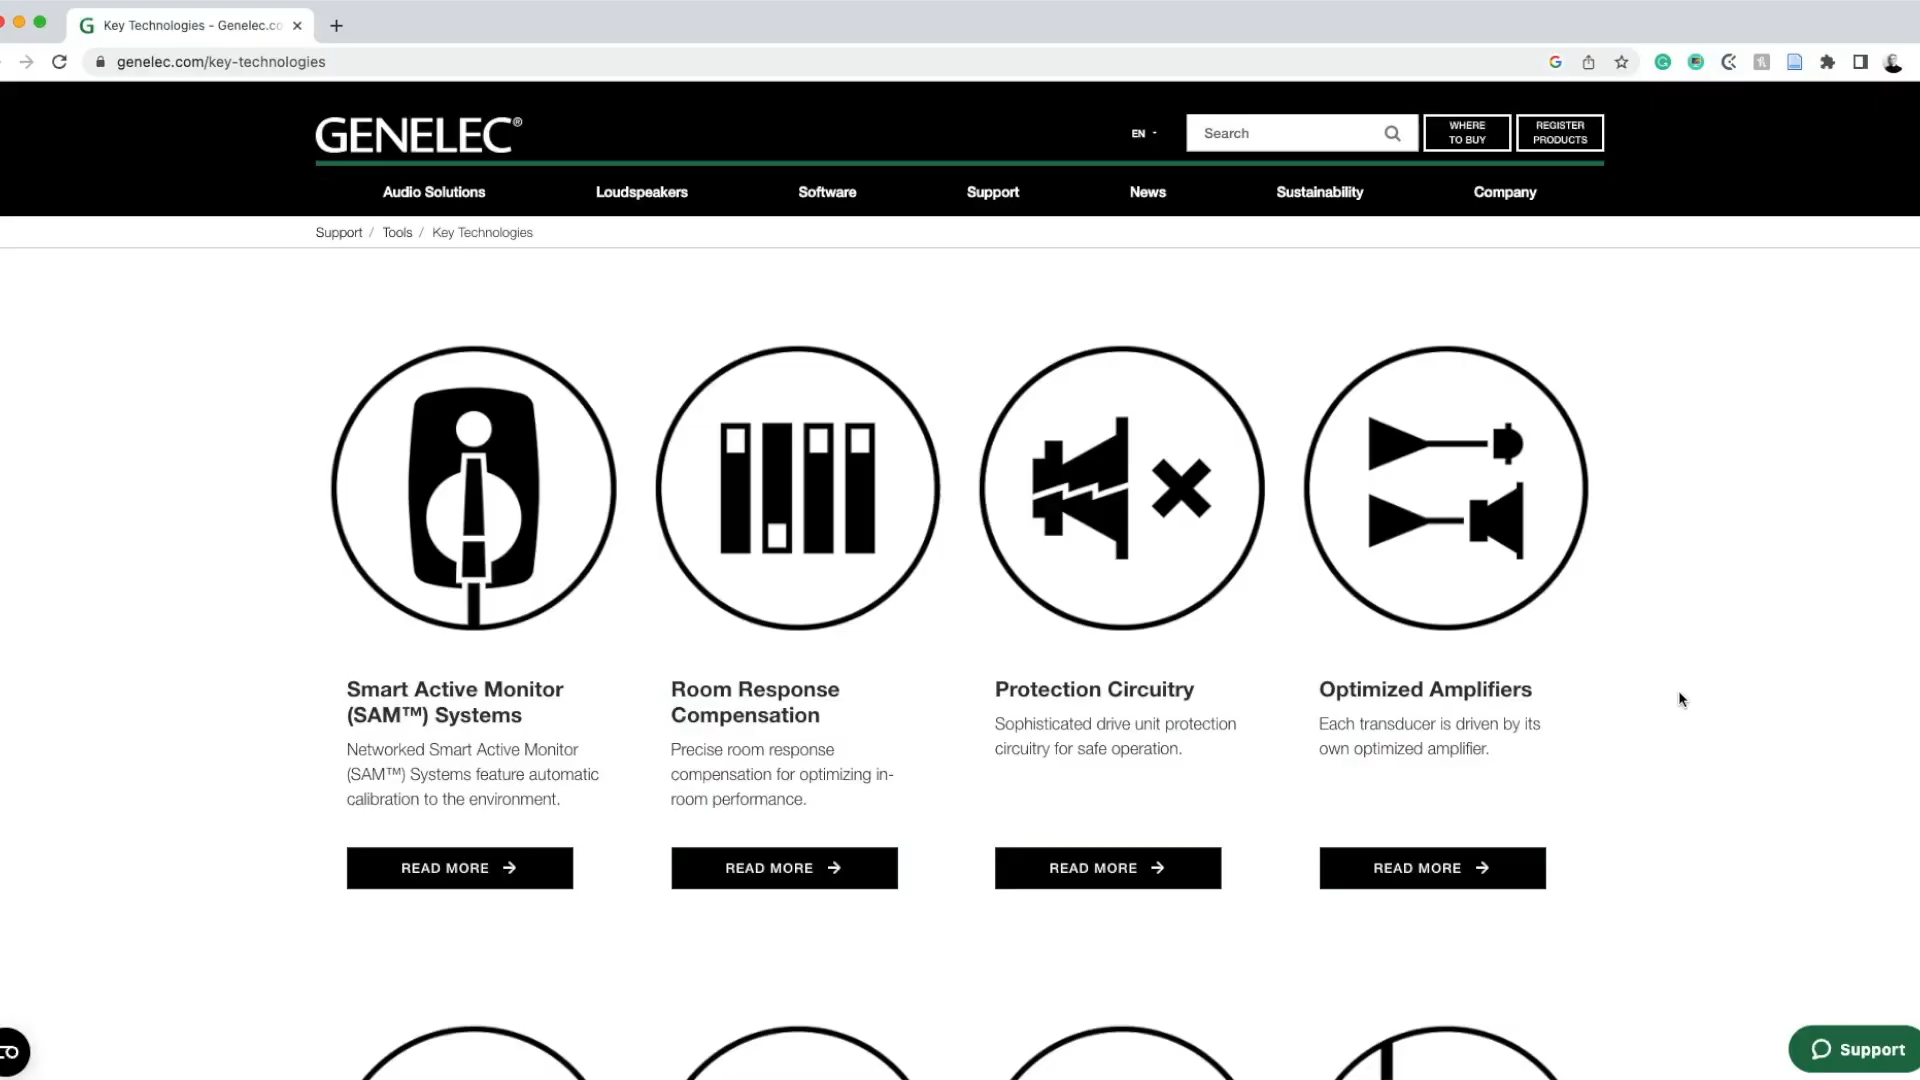 Key Technologies - Genelec.co
genelec.com/key-technologies
GENELEC®
EN
Search
WHERE
TO BUY
REGISTER
PRODUCTS
Audio Solutions
Loudspeakers
Software
Support
News
Sustainability
Company
Support / Tools / Key Technologies
Smart Active Monitor
(SAM™) Systems
Networked Smart Active Monitor
(SAM™) Systems feature automatic
calibration to the environment.
READ MORE
Room Response
Compensation
Precise room response
compensation for optimizing in-
room performance.
READ MORE
Protection Circuitry
Sophisticated drive unit protection
circuitry for safe operation.
READ MORE
Optimized Amplifiers
Each transducer is driven by its
own optimized amplifier.
READ MORE
Support